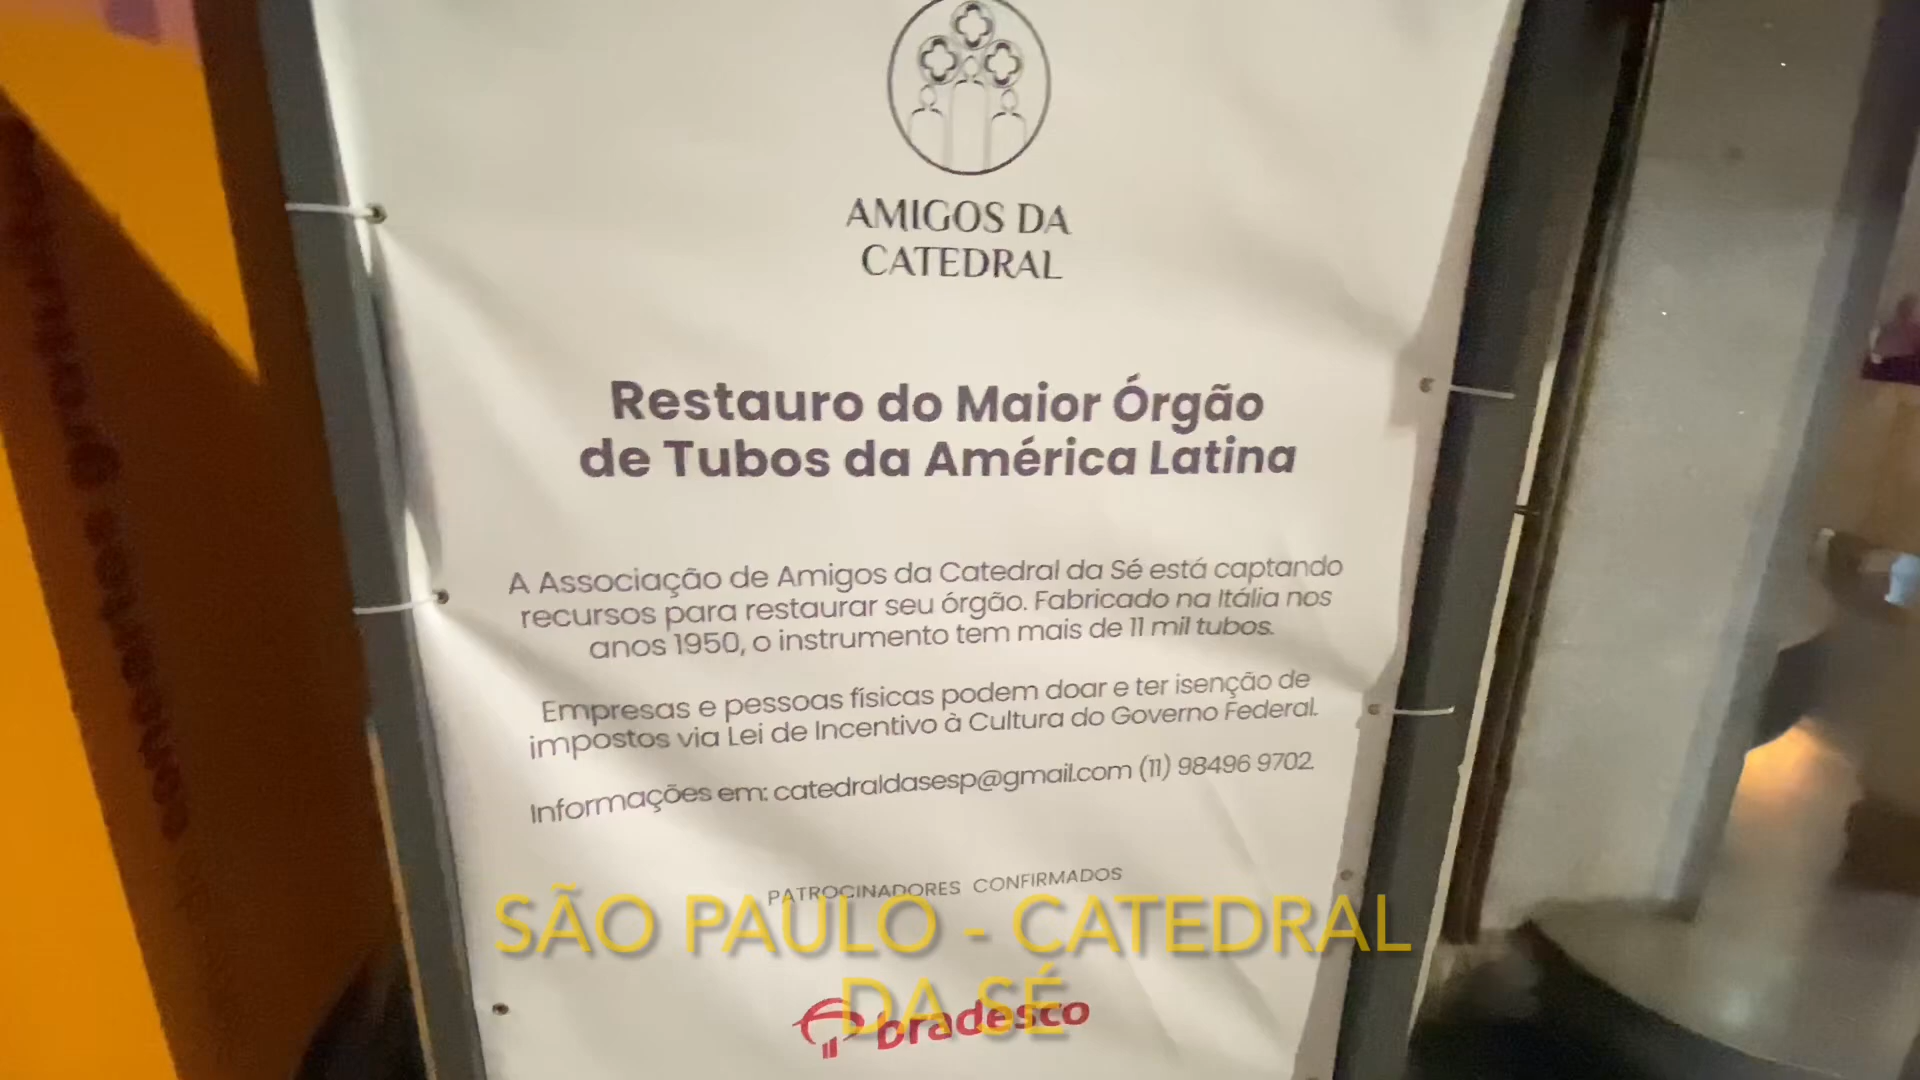 AMIGOS DA
CATEDRAL
Restauro do Maior Órgão
de Tubos da América Latina
A Associação de Amigos da Catedral da Sé está captando
recursos para restaurar seu órgão. Fabricado na Itália nos
anos 1950, o instrumento tem mais de 11 mil tubos.
Empresas e pessoas físicas podem doar e ter isenção de
impostos via Lei de Incentivo à Cultura do Governo Federal.
Informações em: catedraldasesp@gmail.com (11) 98496 9702.
PATROCINADORES CONFIRMADOS
SÃO PAULO - CATEDRAL
DA SÉ
bradesco